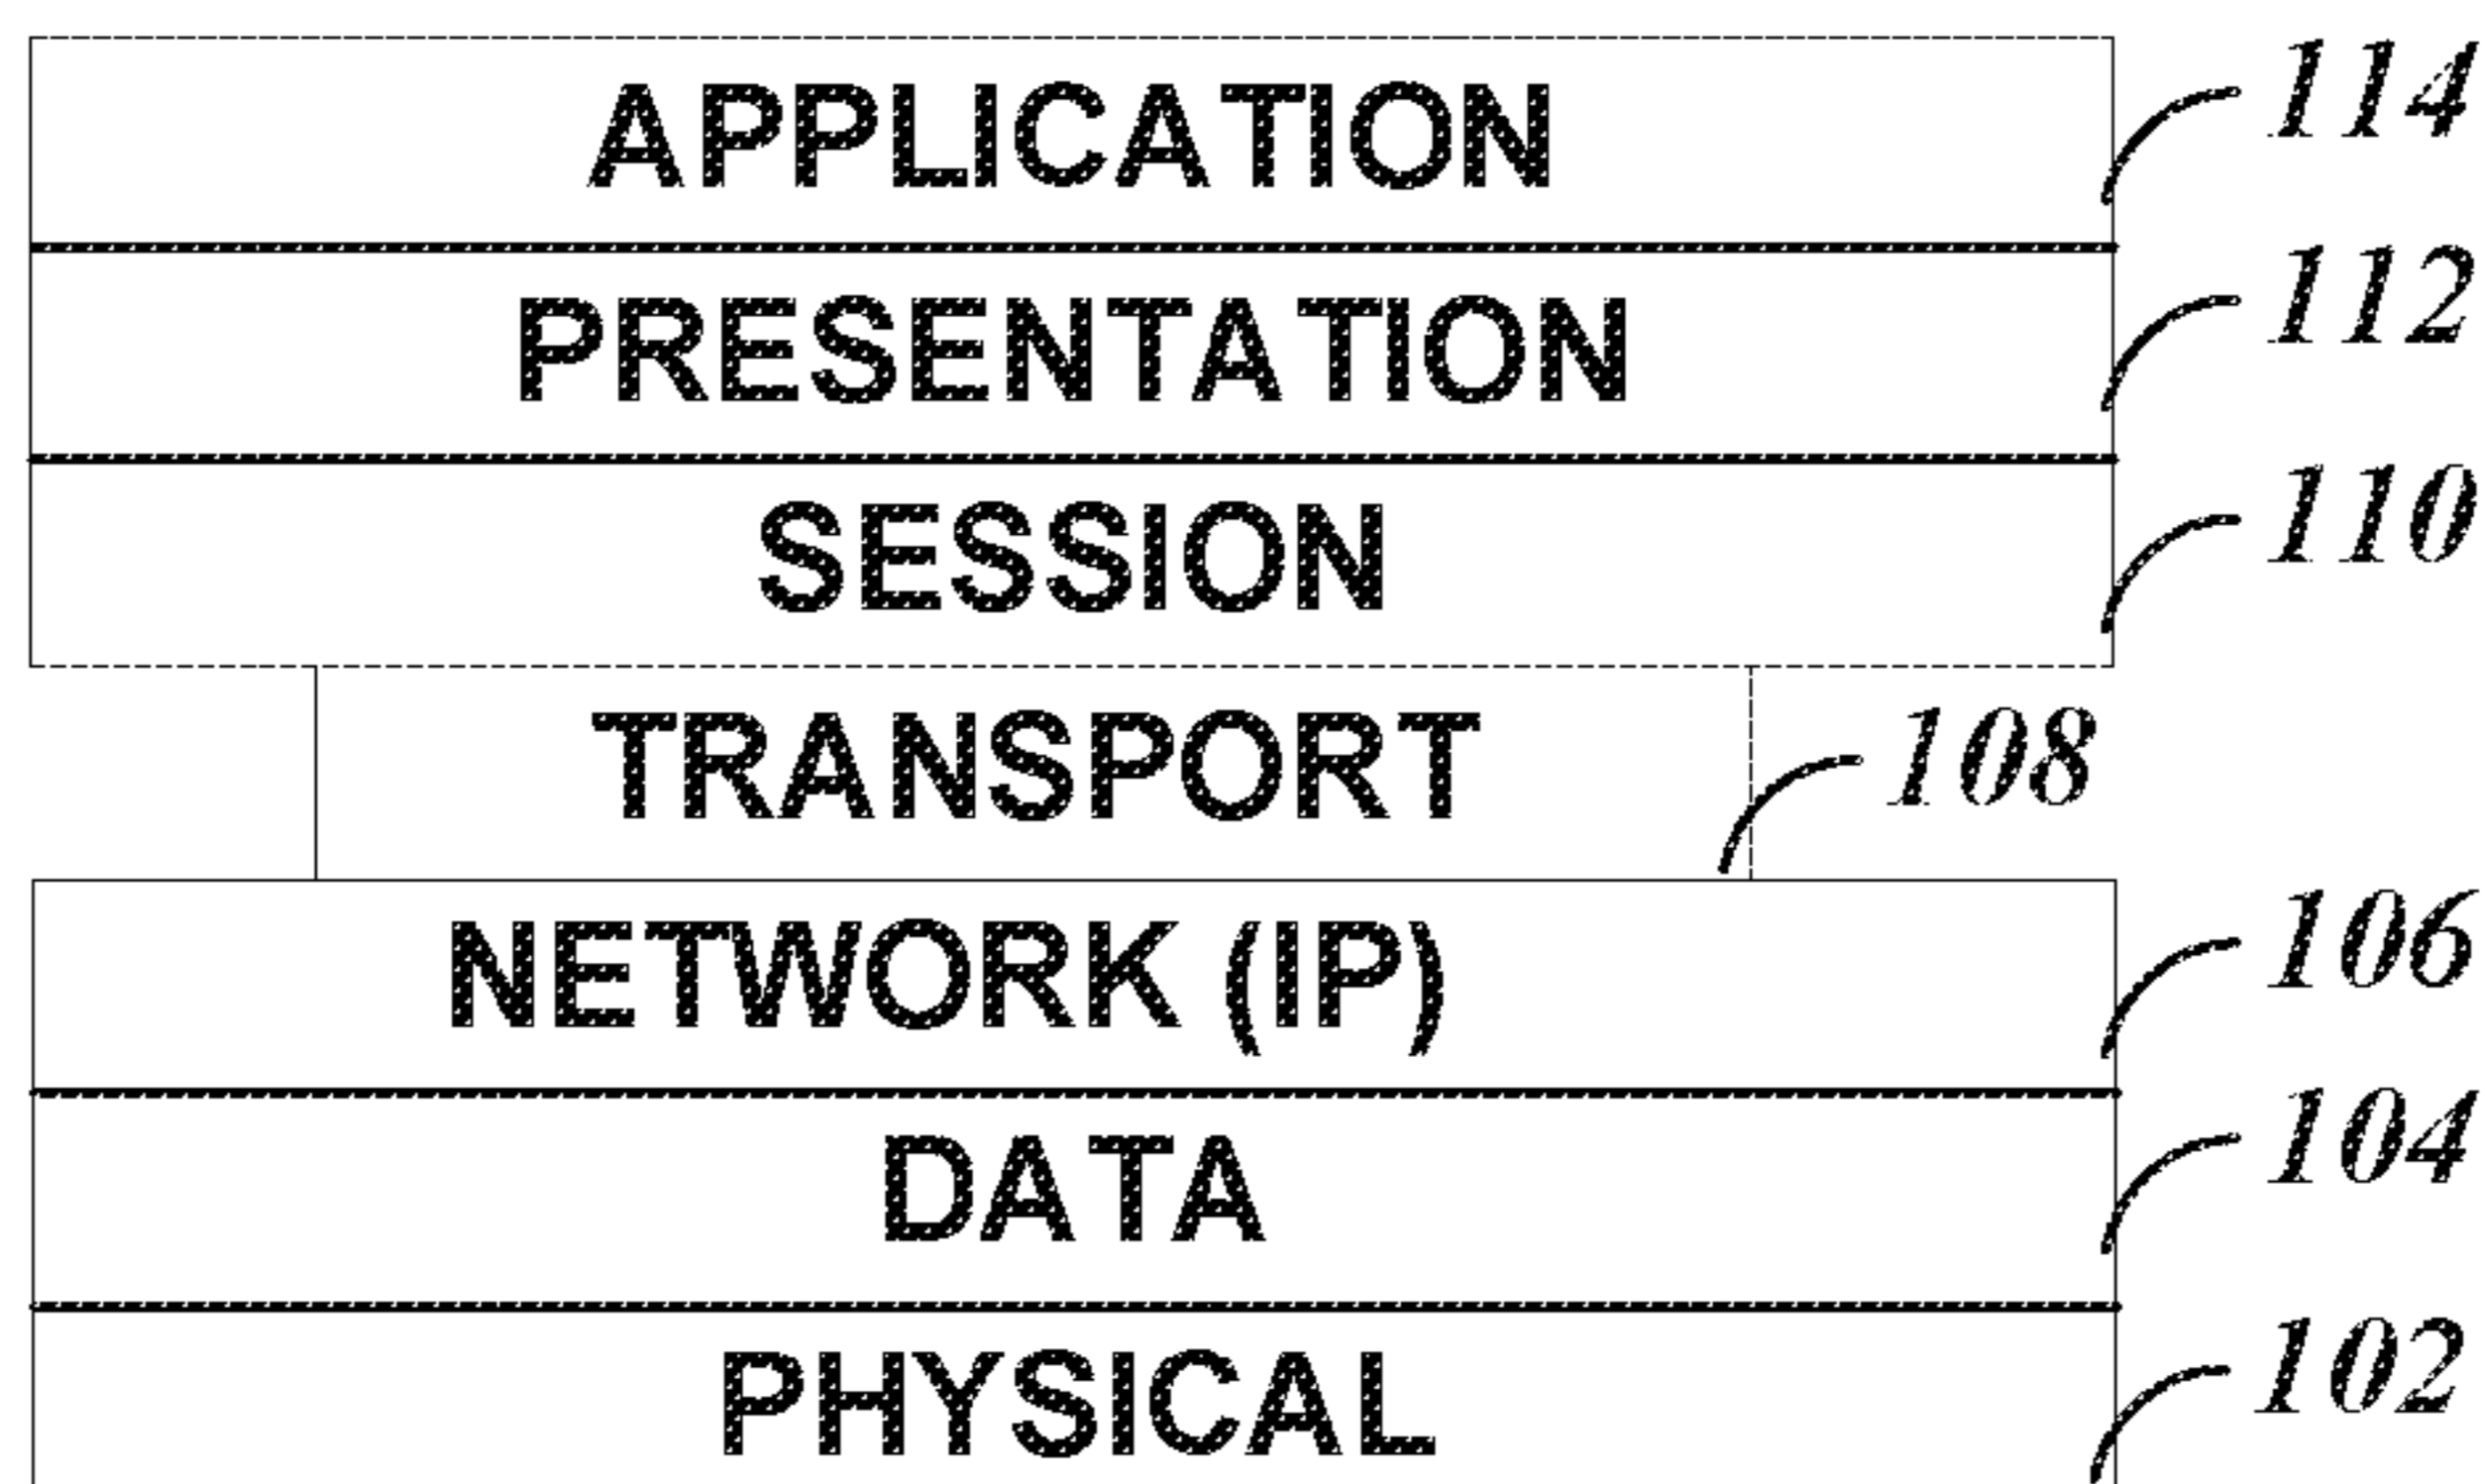 APPLICATION 114
PRESENTATION 112
SESSION 110
TRANSPORT 108
NETWORK (IP) 106
DATA 104
PHYSICAL 102